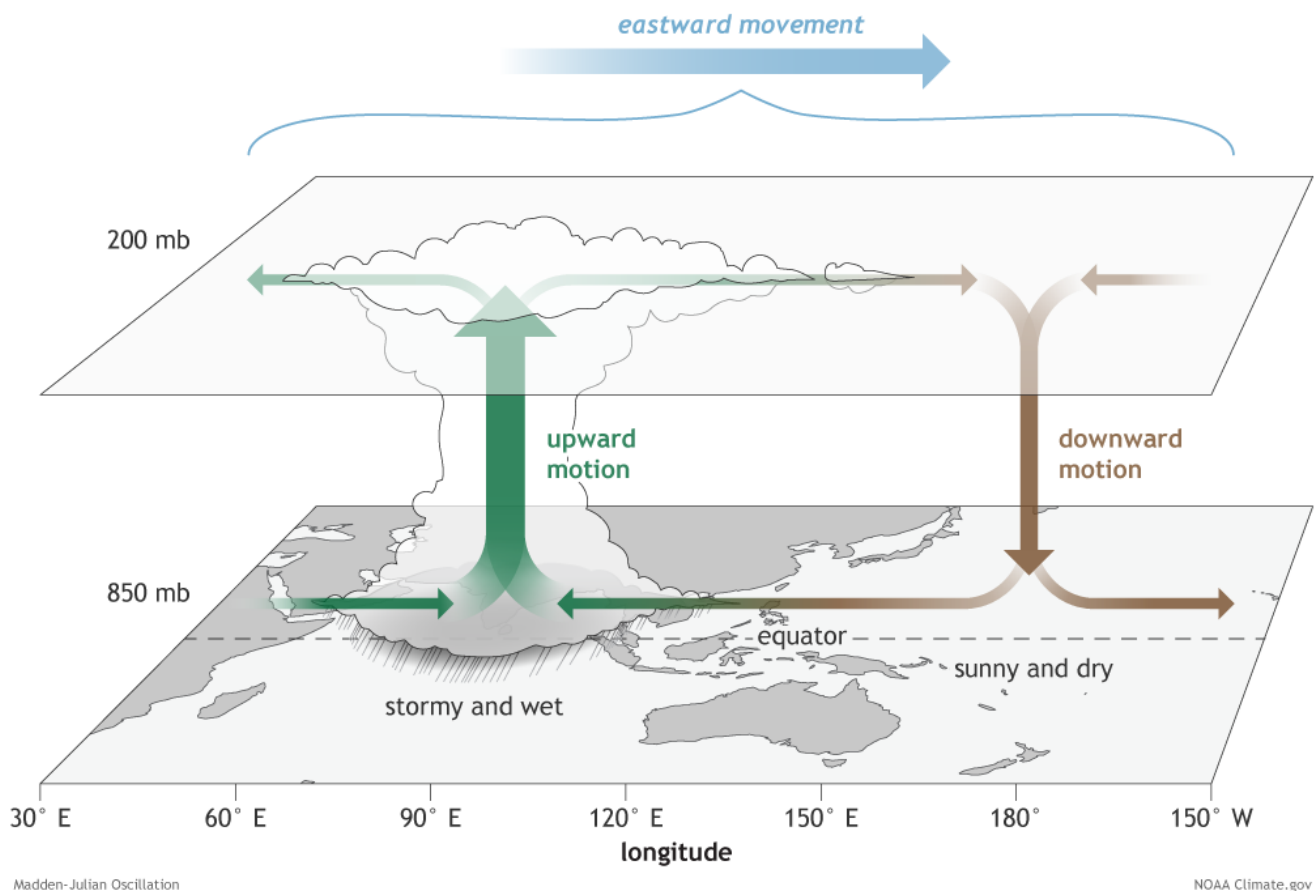 eastward movement
200 mb
upward
motion
downward
motion
850 mb
equator
sunny and dry
stormy and wet
30° E
60° E
90° E
120° E
150° E
180°
150° W
longitude
Madden-Julian Oscillation
NOAA Climate.gov